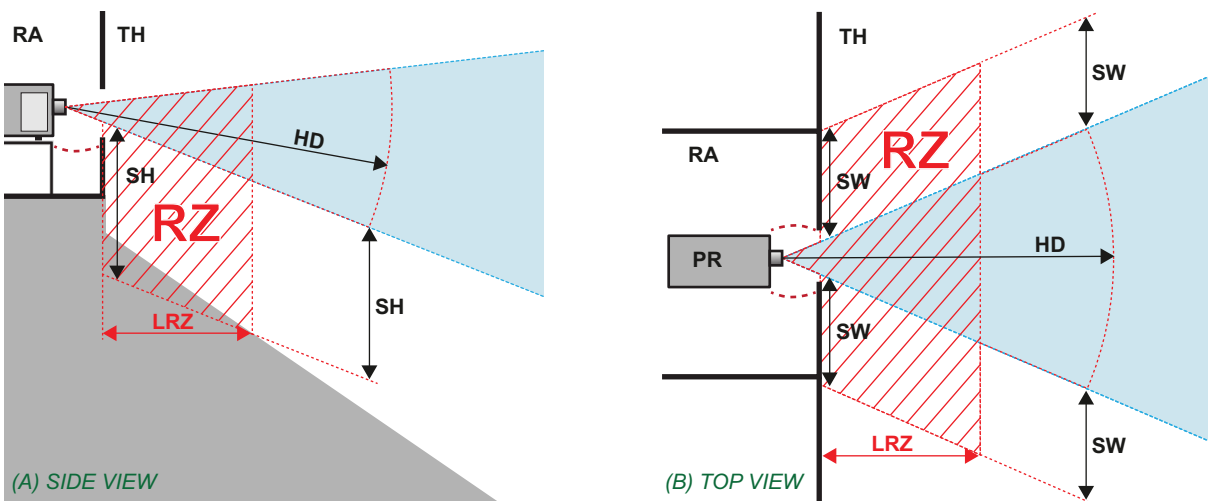 RA
TH
HD
SH
RZ
SH
LRZ
(A) SIDE VIEW
TH
SW
RZ
RA
SW
PR
HD
SW
LRZ
SW
(B) TOP VIEW